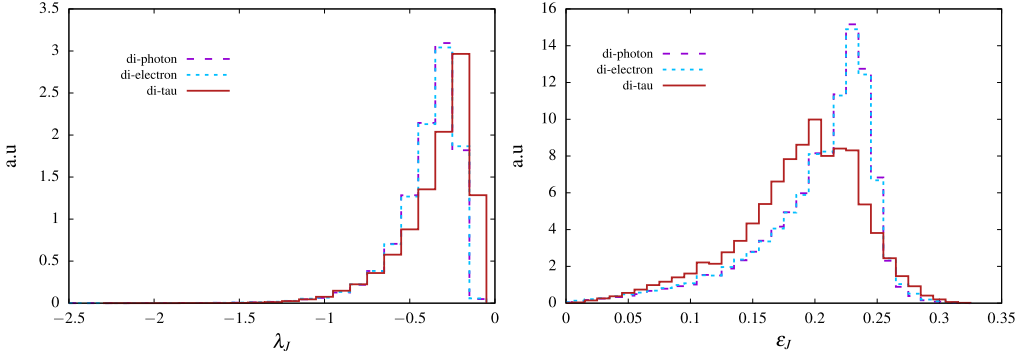 3.5
3
2.5
2
1.5
1
0.5
0
a.u
di-photon
di-electron
di-tau
−2.5 −2 −1.5 −1 −0.5 0
λ_J
16
14
12
10
8
6
4
2
0
a.u
di-photon
di-electron
di-tau
0 0.05 0.1 0.15 0.2 0.25 0.3 0.35
ε_J